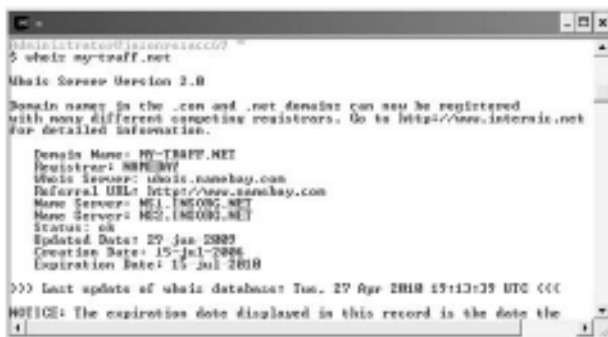 $ whois my-traff.net
Whois Server Version 2.0
Domain names in the .com and .net domains can now be registered
with many different competing registrars. Go to http://www.internic.net
for detailed information.
Domain Name: MY-TRAFF.NET
Registrar: NAMEBAY
Whois Server: whois.namebay.com
Referral URL: http://www.namebay.com
Name Server: NS1.INSORG.NET
Name Server: NS2.INSORG.NET
Status: ok
Updated Date: 29-jan-2009
Creation Date: 15-jul-2006
Expiration Date: 15-jul-2010
>>> Last update of whois database: Tue, 27 Apr 2010 19:13:39 UTC <<<
NOTICE: The expiration date displayed in this record is the date the